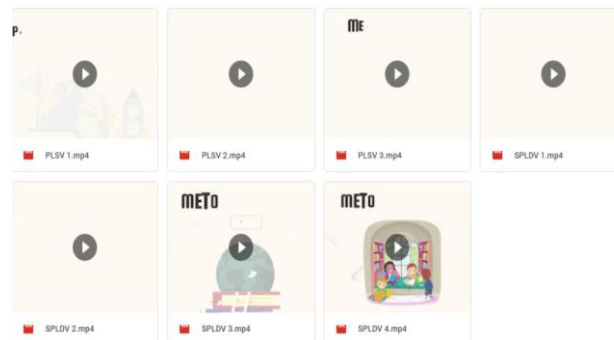 P.
ME
PLSV 1.mp4
PLSV 2.mp4
PLSV 3.mp4
SPLDV 1.mp4
METO
METO
SPLDV 2.mp4
SPLDV 3.mp4
SPLDV 4.mp4